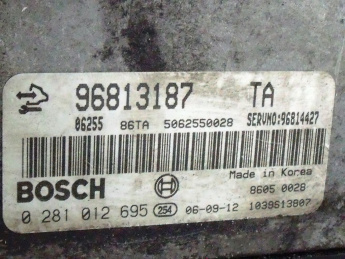 96813187 TA
06255 86TA 5062550028 SERVNO:96814427
Made in Korea
BOSCH 8605 0028
0 281 012 695 254 06-09-12 1039S13807